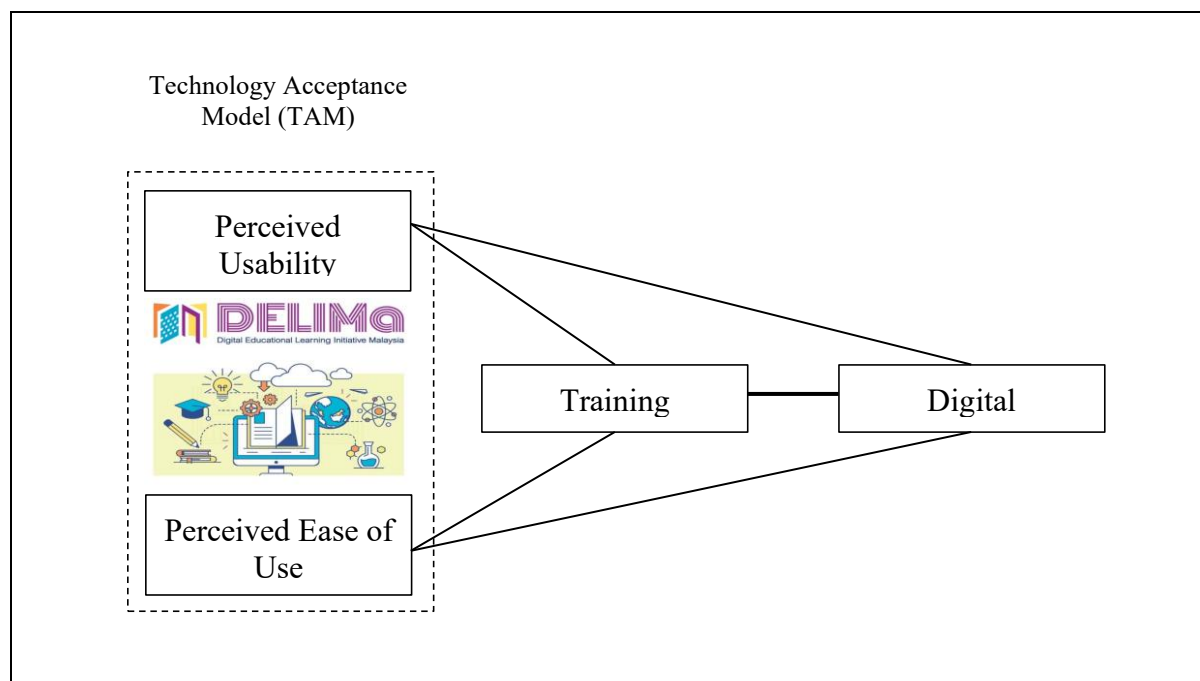 Technology Acceptance
Model (TAM)
Perceived
Usability
DELIMa
Digital Educational Learning Initiative Malaysia
Training
Digital
Perceived Ease of
Use